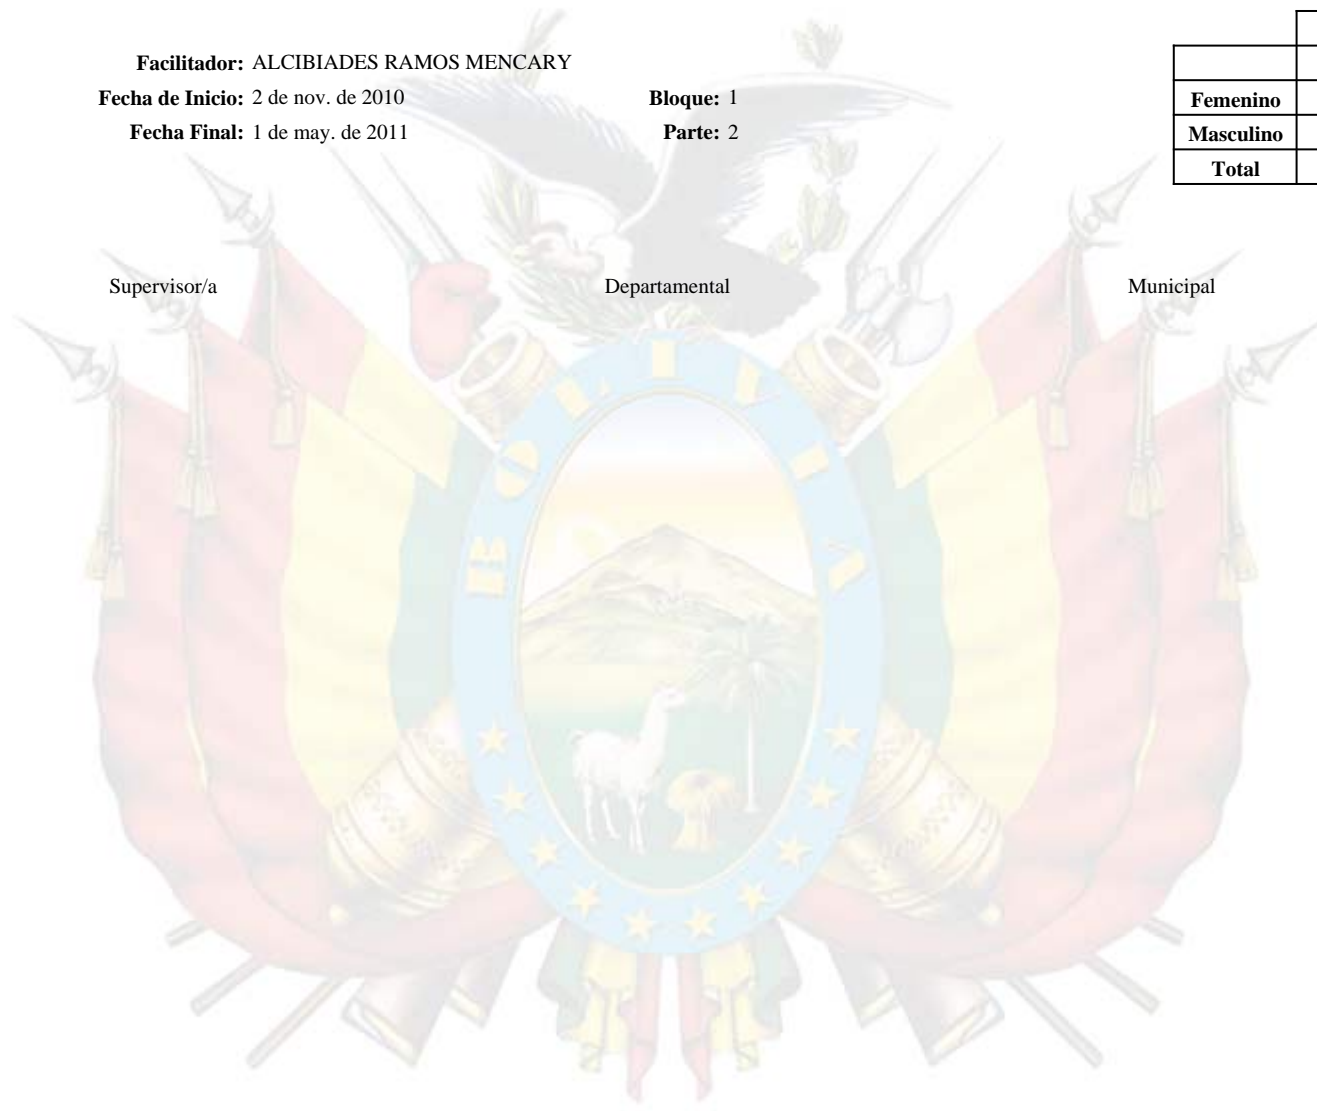 Facilitador: ALCIBIADES RAMOS MENCARY
Fecha de Inicio: 2 de nov. de 2010 Bloque: 1
Fecha Final: 1 de may. de 2011 Parte: 2
Femenino
Masculino
Total
Supervisor/a Departamental Municipal
BOLIVIA